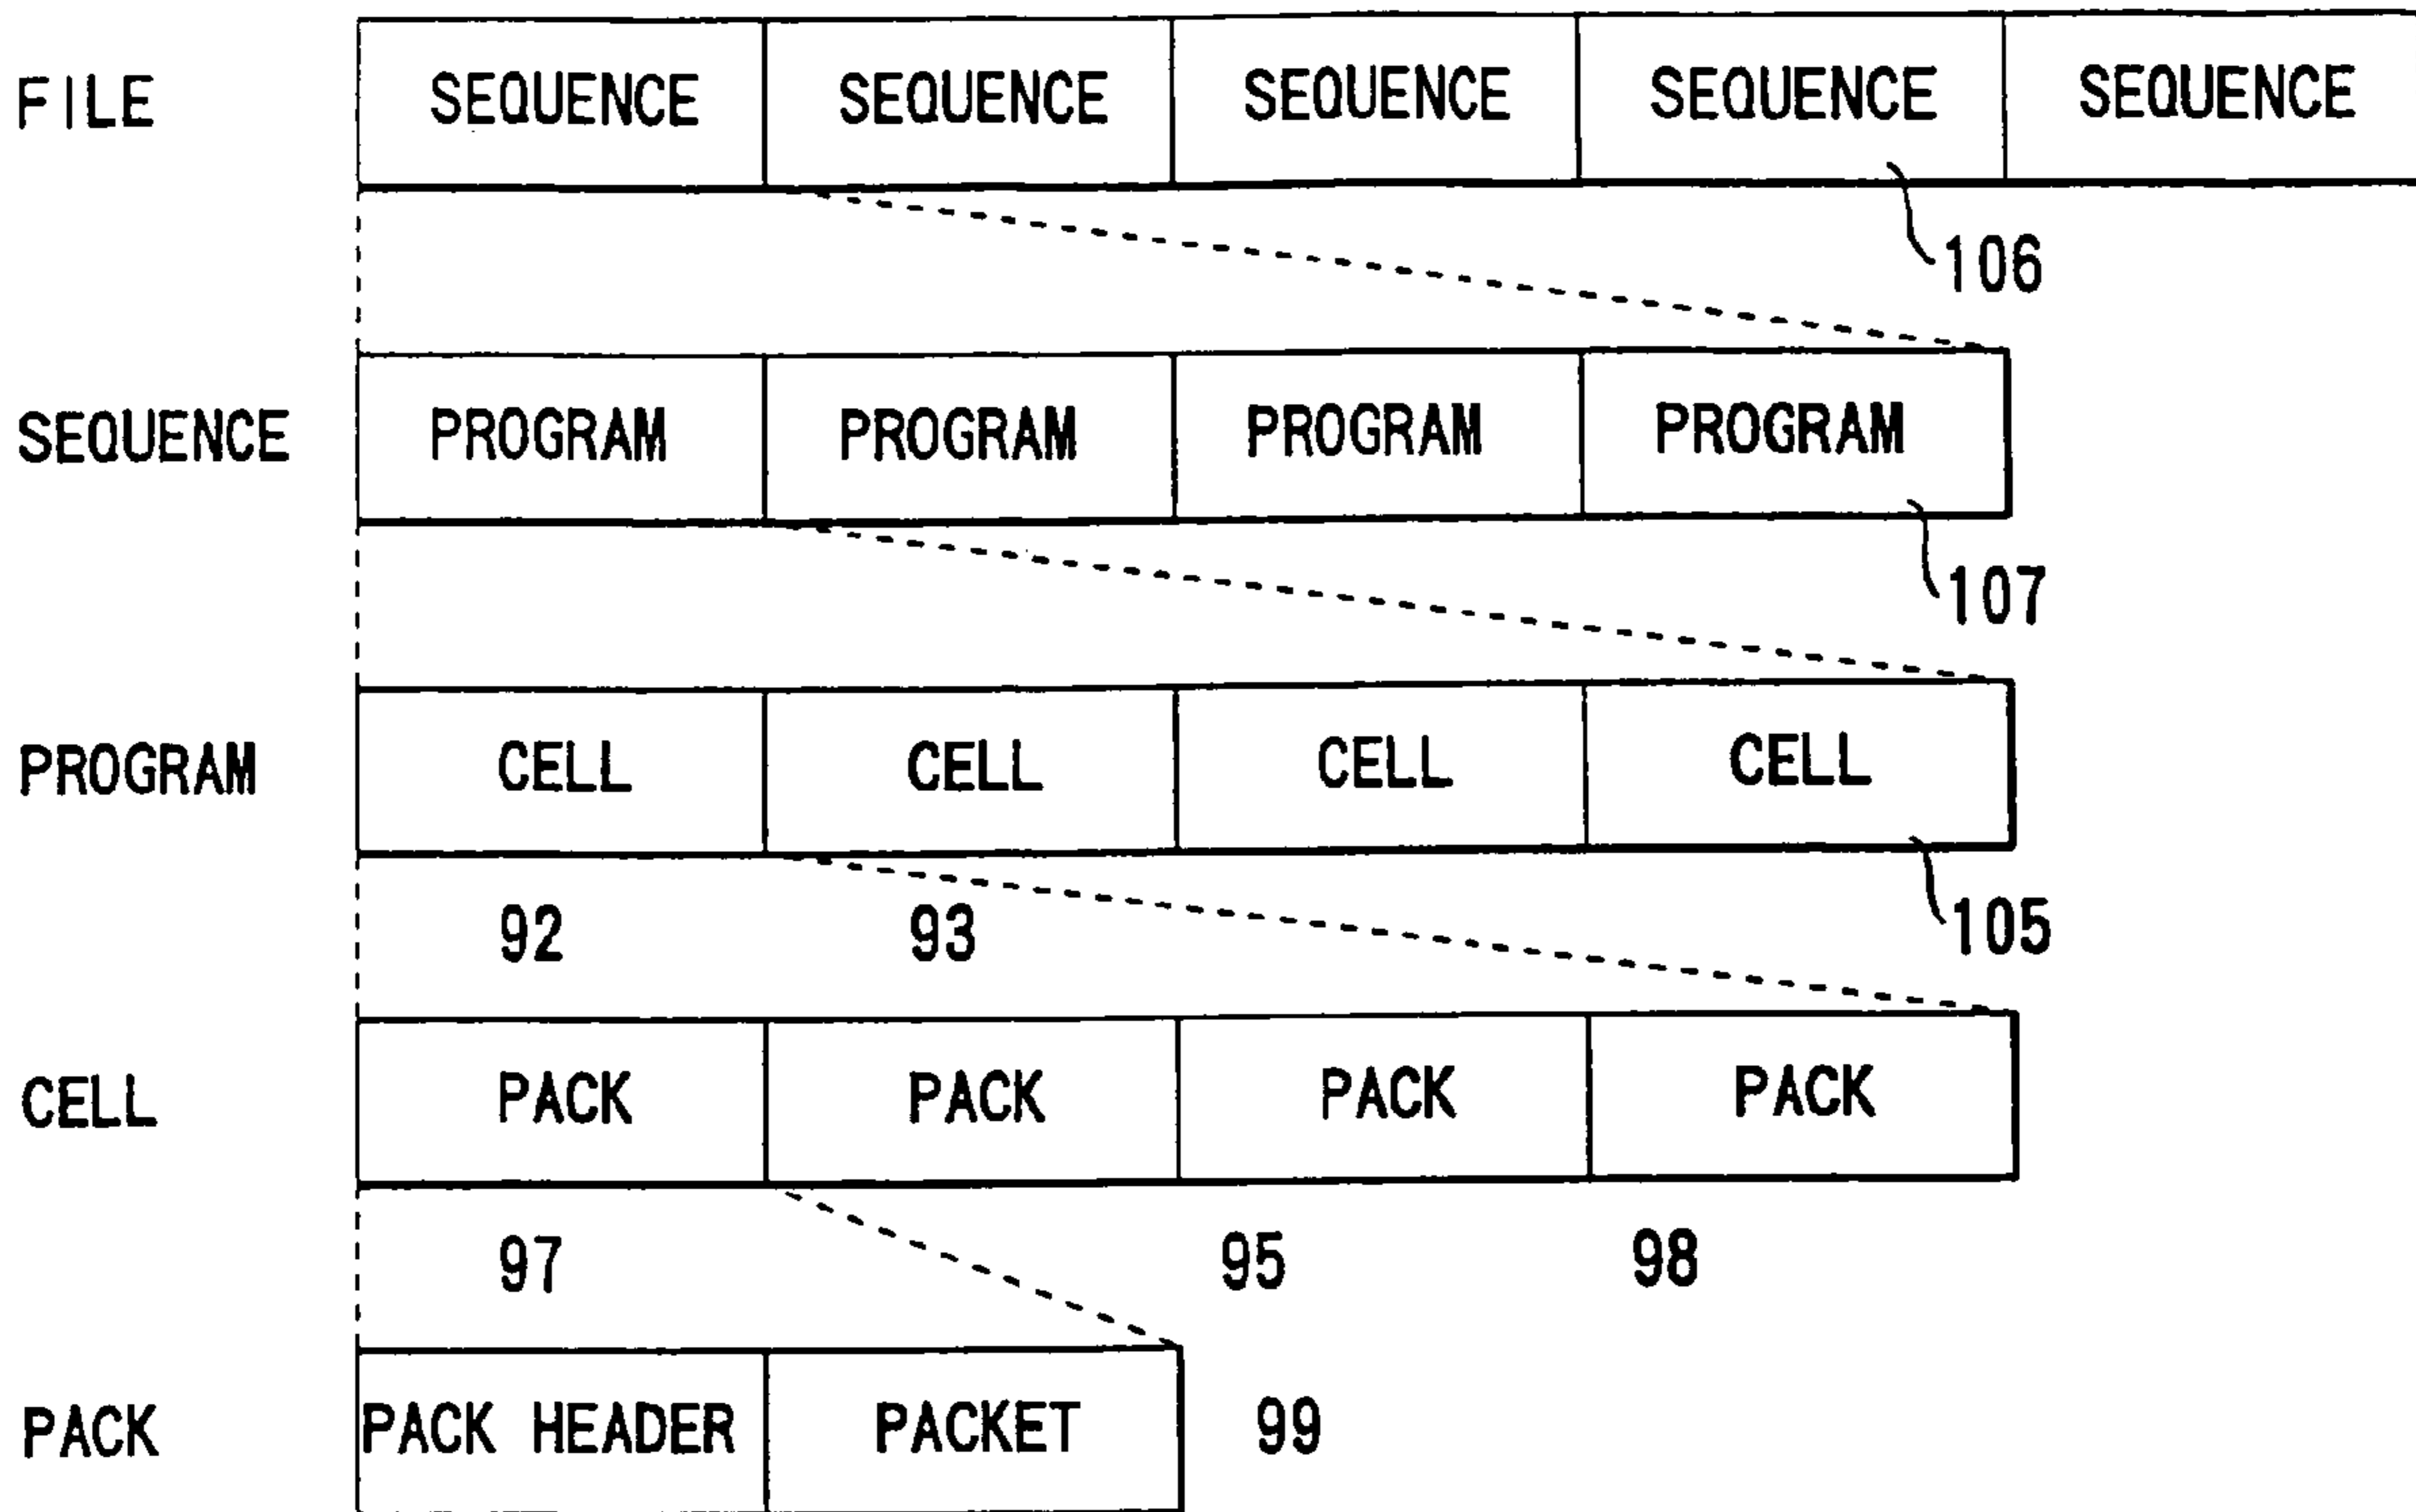 FILE SEQUENCE SEQUENCE SEQUENCE SEQUENCE SEQUENCE
106
SEQUENCE PROGRAM PROGRAM PROGRAM PROGRAM
107
PROGRAM CELL CELL CELL CELL
92 93 105
CELL PACK PACK PACK PACK
97 95 98
PACK PACK HEADER PACKET 99